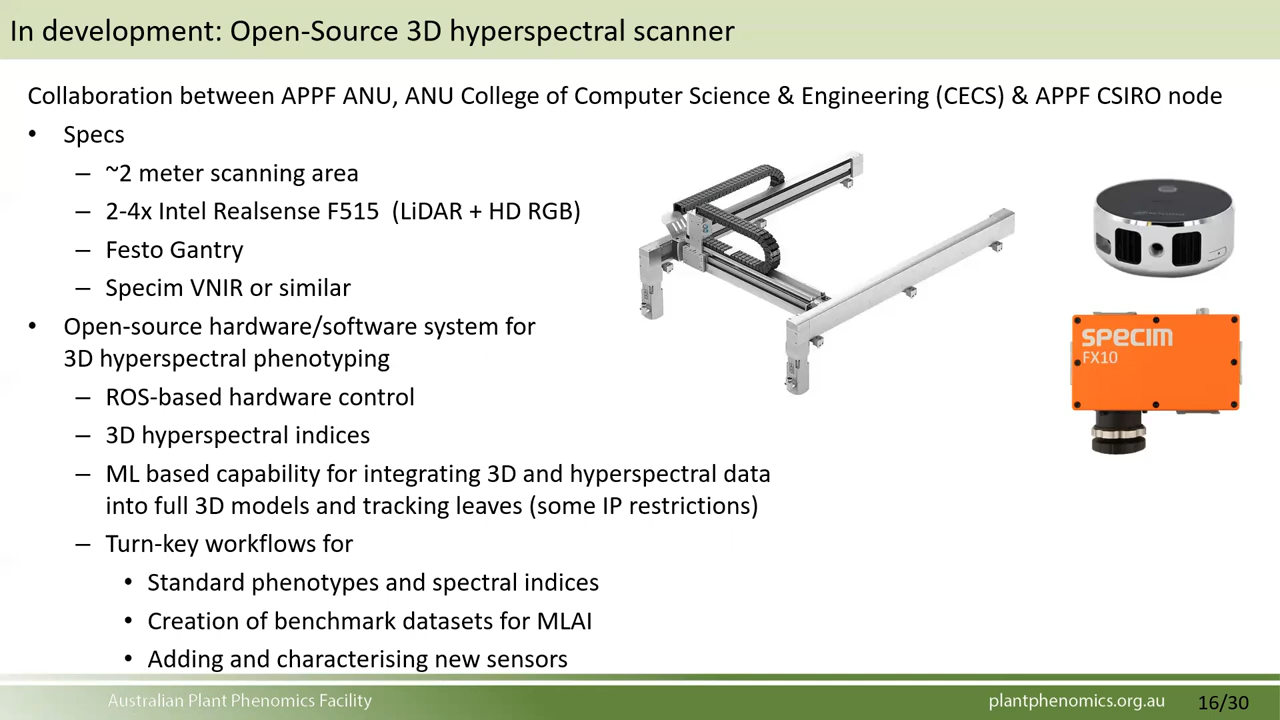 In development: Open-Source 3D hyperspectral scanner
Collaboration between APPF ANU, ANU College of Computer Science & Engineering (CECS) & APPF CSIRO node
• Specs
– ~2 meter scanning area
– 2-4x Intel Realsense F515 (LiDAR + HD RGB)
– Festo Gantry
– Specim VNIR or similar
• Open-source hardware/software system for
3D hyperspectral phenotyping
– ROS-based hardware control
– 3D hyperspectral indices
– ML based capability for integrating 3D and hyperspectral data
into full 3D models and tracking leaves (some IP restrictions)
– Turn-key workflows for
• Standard phenotypes and spectral indices
• Creation of benchmark datasets for MLAI
• Adding and characterising new sensors
SPECIM
FX10
Australian Plant Phenomics Facility
plantphenomics.org.au
16/30